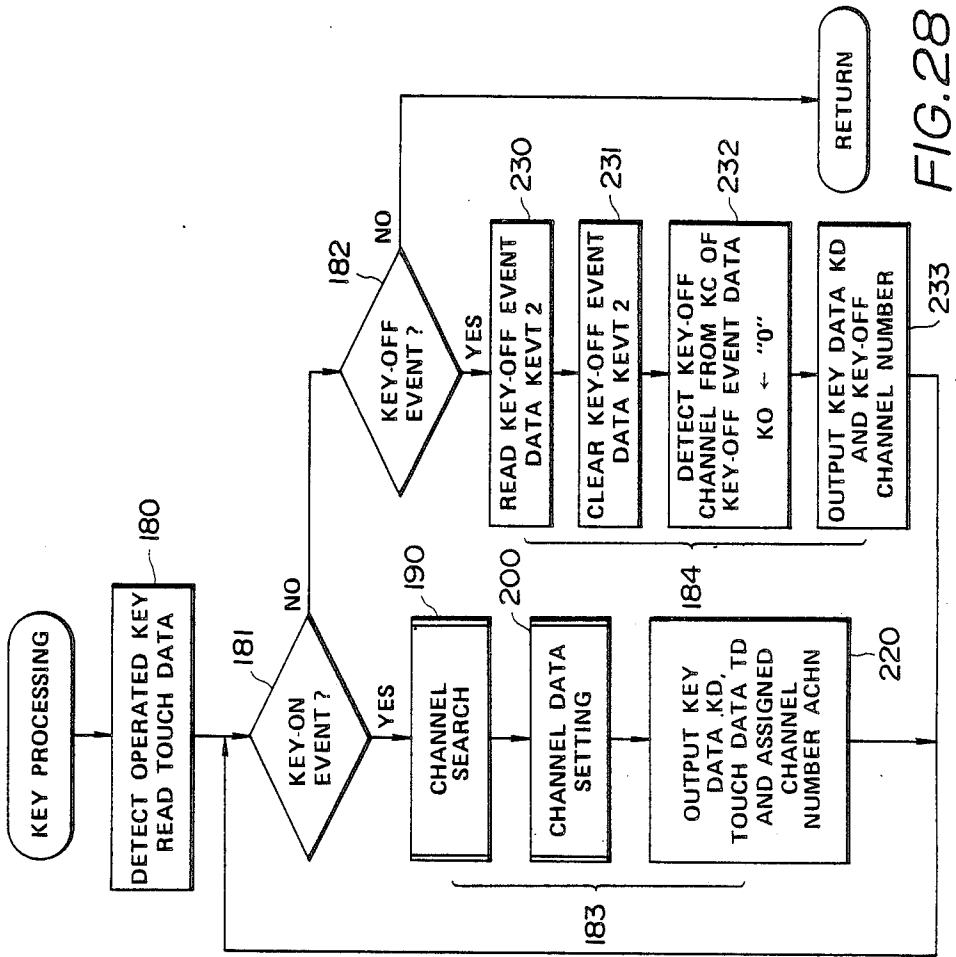 KEY PROCESSING
DETECT OPERATED KEY
READ TOUCH DATA
180
KEY-ON
EVENT?
181
NO
YES
CHANNEL
SEARCH
190
CHANNEL DATA
SETTING
200
OUTPUT KEY
DATA KD,
TOUCH DATA TD
AND ASSIGNED
CHANNEL
NUMBER ACHN
220
183
KEY-OFF
EVENT?
182
NO
YES
READ KEY-OFF EVENT
DATA KEVT 2
230
CLEAR KEY-OFF EVENT
DATA KEVT 2
231
DETECT KEY-OFF
CHANNEL FROM KC OF
KEY-OFF EVENT DATA
KO ← "0"
232
OUTPUT KEY DATA KD
AND KEY-OFF
CHANNEL NUMBER
233
184
RETURN
FIG.28